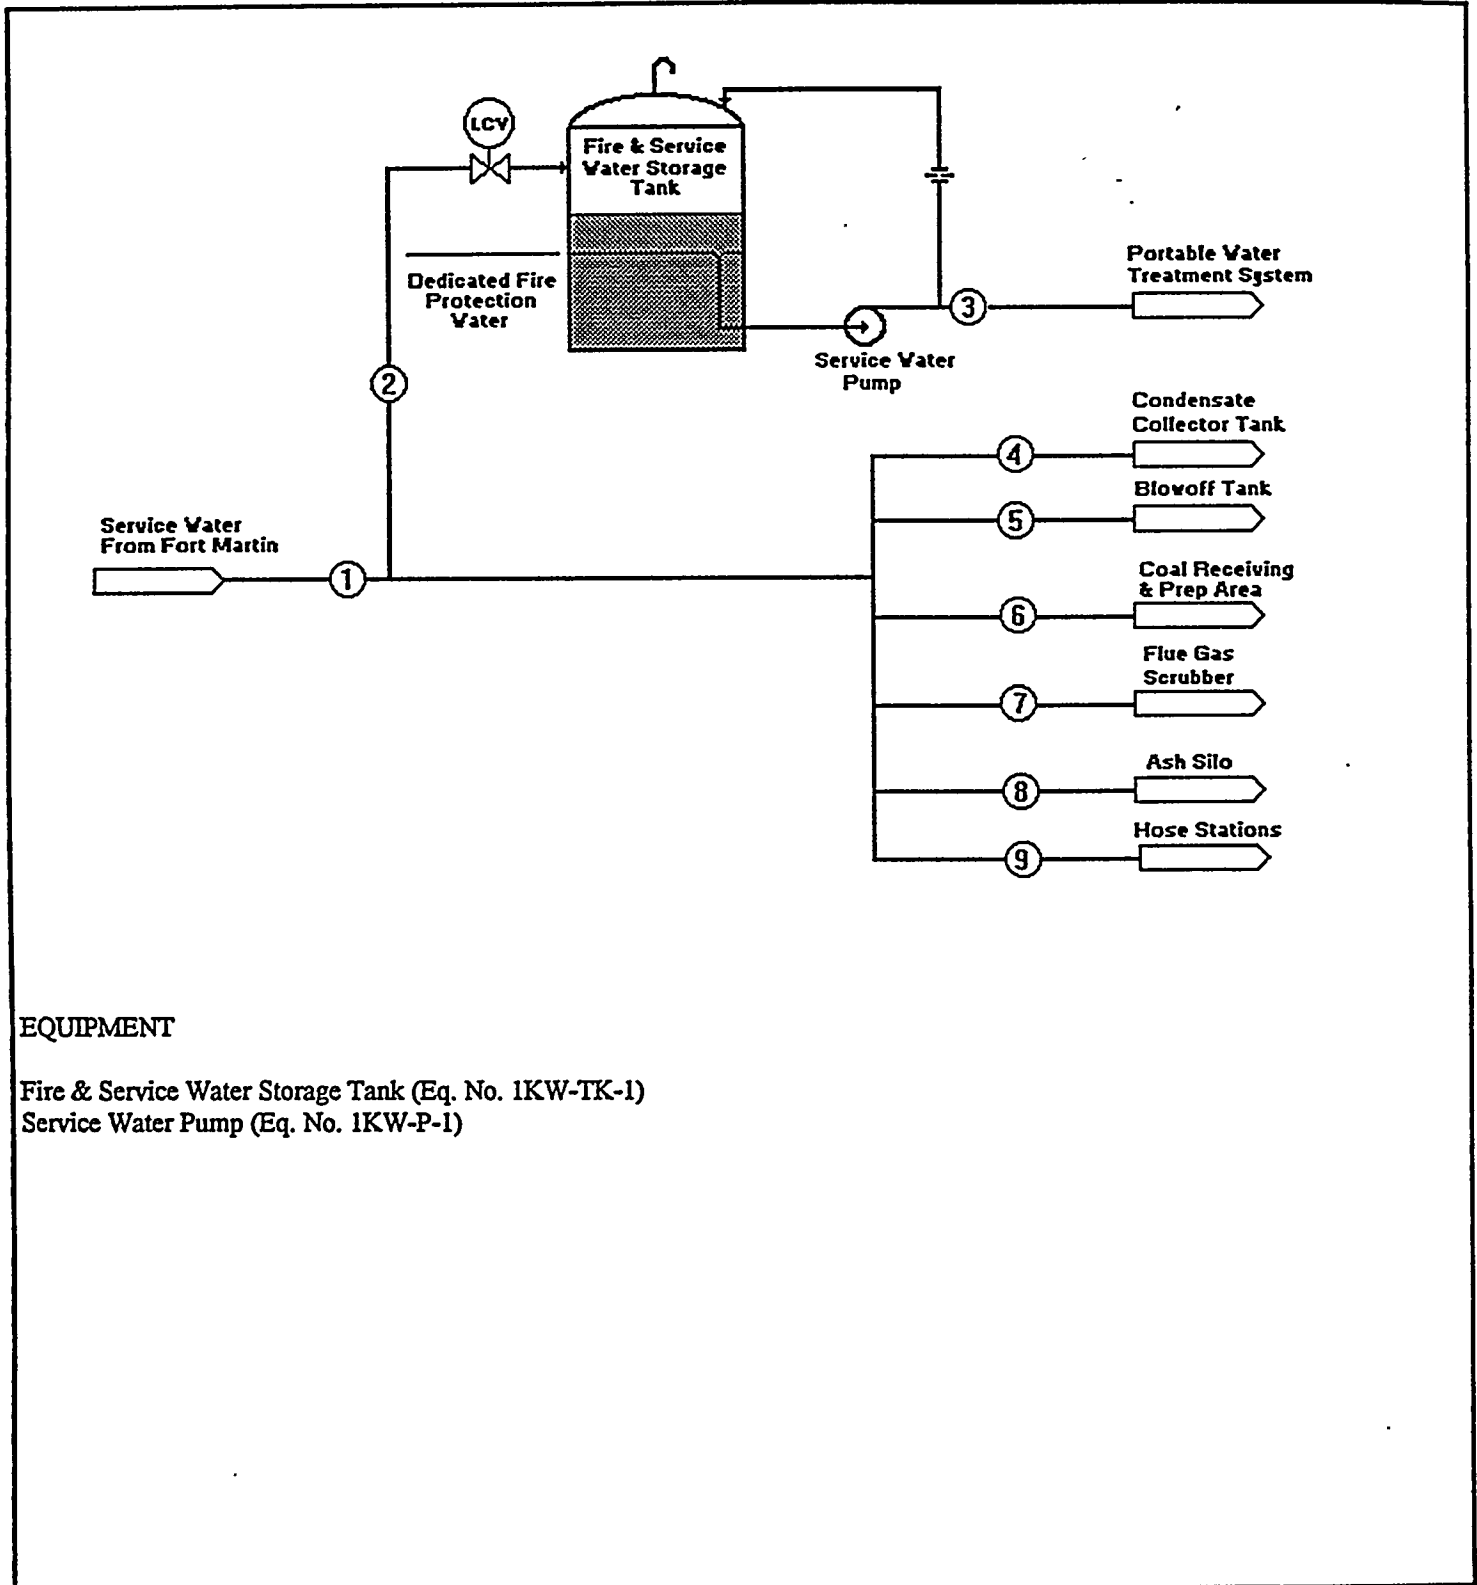 LCV
Fire & Service
Water Storage
Tank
Dedicated Fire
Protection
Water
Portable Water
Treatment System
3
Service Water
Pump
2
Condensate
Collector Tank
4
Blowoff Tank
5
Service Water
From Fort Martin
1
Coal Receiving
& Prep Area
6
Flue Gas
Scrubber
7
Ash Silo
8
Hose Stations
9
EQUIPMENT
Fire & Service Water Storage Tank (Eq. No. 1KW-TK-1)
Service Water Pump (Eq. No. 1KW-P-1)